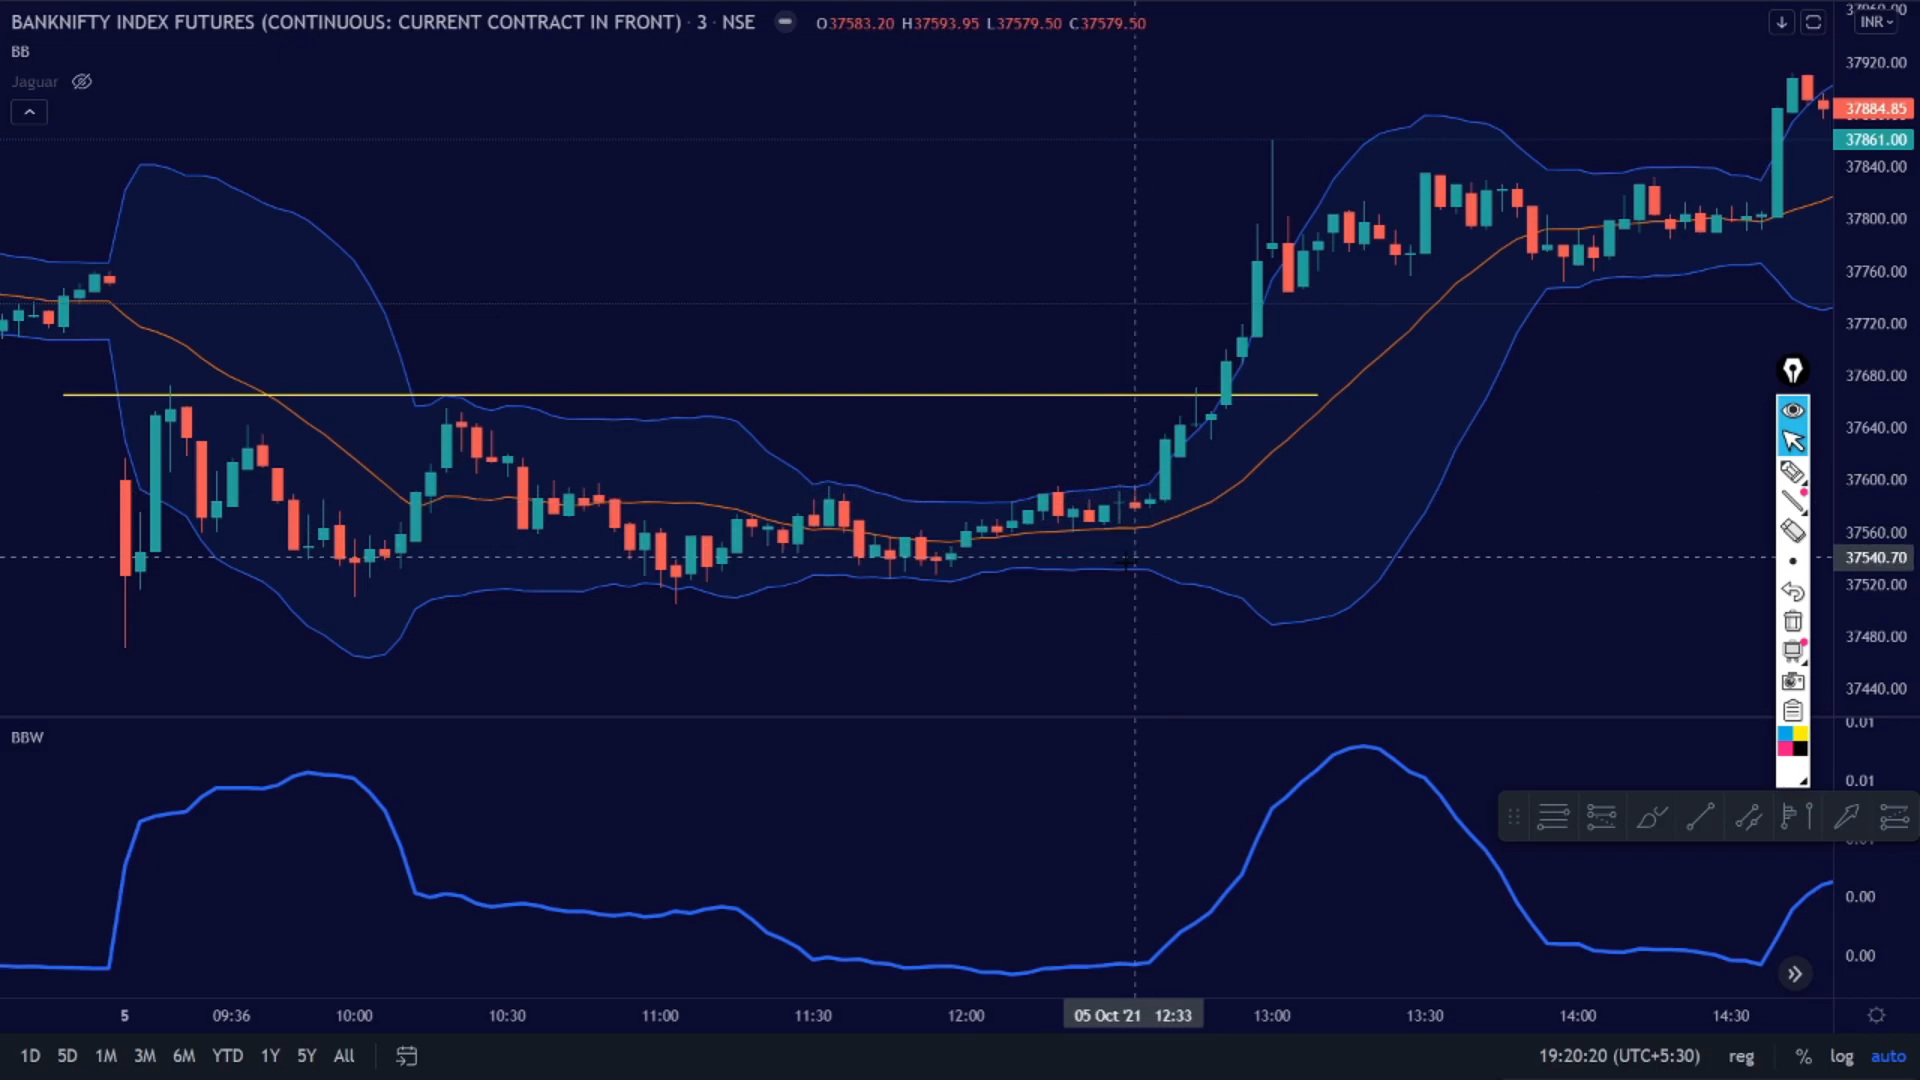 BANKNIFTY INDEX FUTURES (CONTINUOUS: CURRENT CONTRACT IN FRONT) · 3 · NSE O37583.20 H37593.95 L37579.50 C37579.50
INR
BB
Jaguar
37920.00
37884.85
37861.00
37840.00
37800.00
37760.00
37720.00
37680.00
37640.00
37600.00
37560.00
37540.70
37520.00
37480.00
37440.00
BBW
0.01
0.01
0.00
0.00
5 09:36 10:00 10:30 11:00 11:30 12:00 05 Oct '21 12:33 13:00 13:30 14:00 14:30
1D 5D 1M 3M 6M YTD 1Y 5Y All 19:20:20 (UTC+5:30) reg % log auto